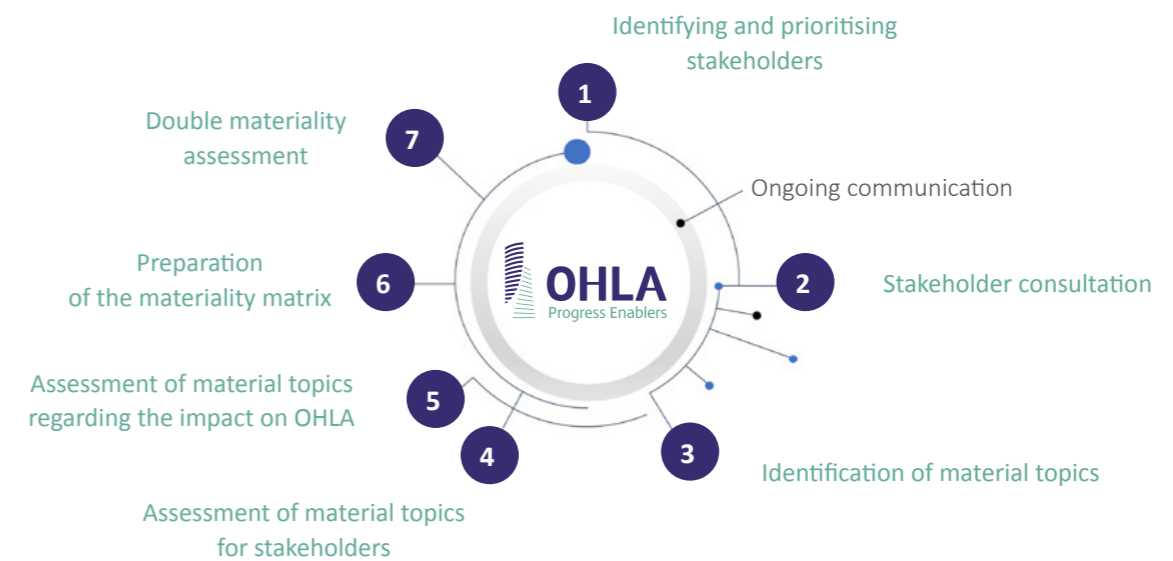 1
Identifying and prioritising
stakeholders
Ongoing communication
2
Stakeholder consultation
3
Identification of material topics
4
Assessment of material topics
for stakeholders
5
Assessment of material topics
regarding the impact on OHLA
6
Preparation
of the materiality matrix
7
Double materiality
assessment
OHLA
Progress Enablers